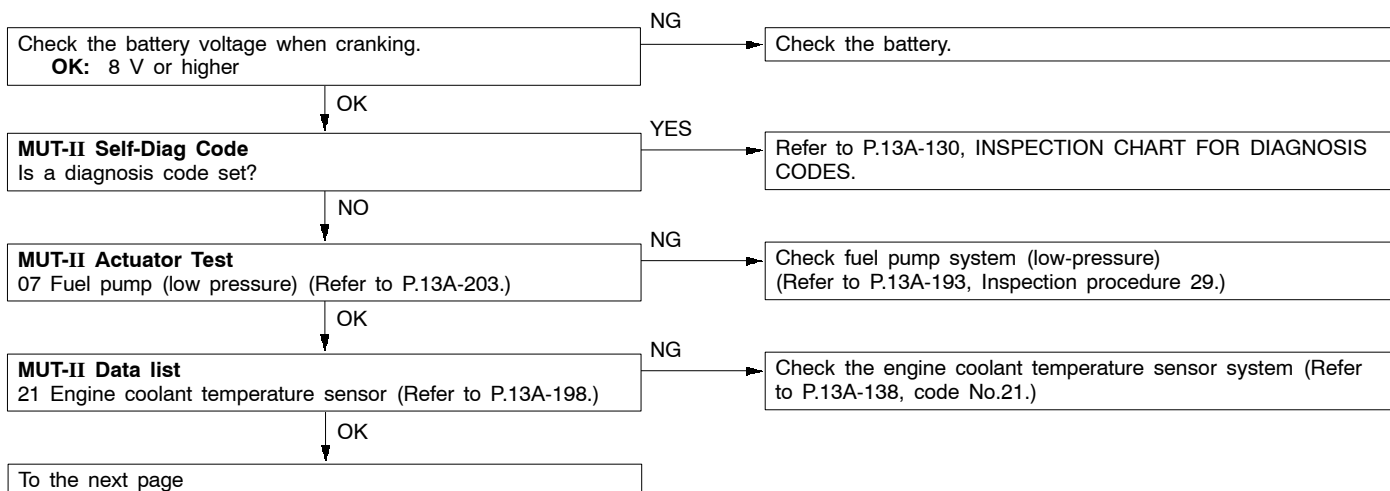 NG
Check the battery voltage when cranking.
OK: 8 V or higher
Check the battery.
OK
YES
MUT-II Self-Diag Code
Is a diagnosis code set?
Refer to P.13A-130, INSPECTION CHART FOR DIAGNOSIS
CODES.
NO
NG
MUT-II Actuator Test
07 Fuel pump (low pressure) (Refer to P.13A-203.)
Check fuel pump system (low-pressure)
(Refer to P.13A-193, Inspection procedure 29.)
OK
NG
MUT-II Data list
21 Engine coolant temperature sensor (Refer to P.13A-198.)
Check the engine coolant temperature sensor system (Refer
to P.13A-138, code No.21.)
OK
To the next page